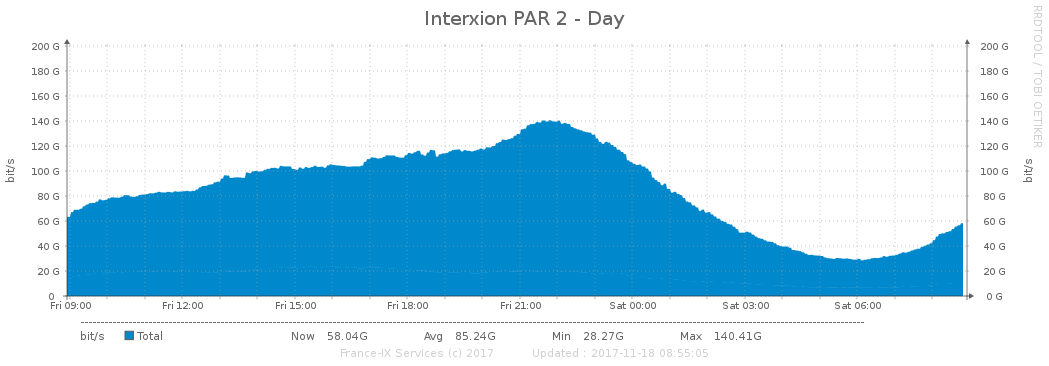 Interxion PAR 2 - Day
RRDTOOL / TOBI OETIKER
bit/s
200 G 200 G
180 G 180 G
160 G 160 G
140 G 140 G
120 G 120 G
100 G 100 G
80 G 80 G
60 G 60 G
40 G 40 G
20 G 20 G
0 0 G
bit/s
Fri 09:00 Fri 12:00 Fri 15:00 Fri 18:00 Fri 21:00 Sat 00:00 Sat 03:00 Sat 06:00
bit/s Total Now 58.04G Avg 85.24G Min 28.27G Max 140.41G
France-IX Services (c) 2017 Updated : 2017-11-18 08:55:05